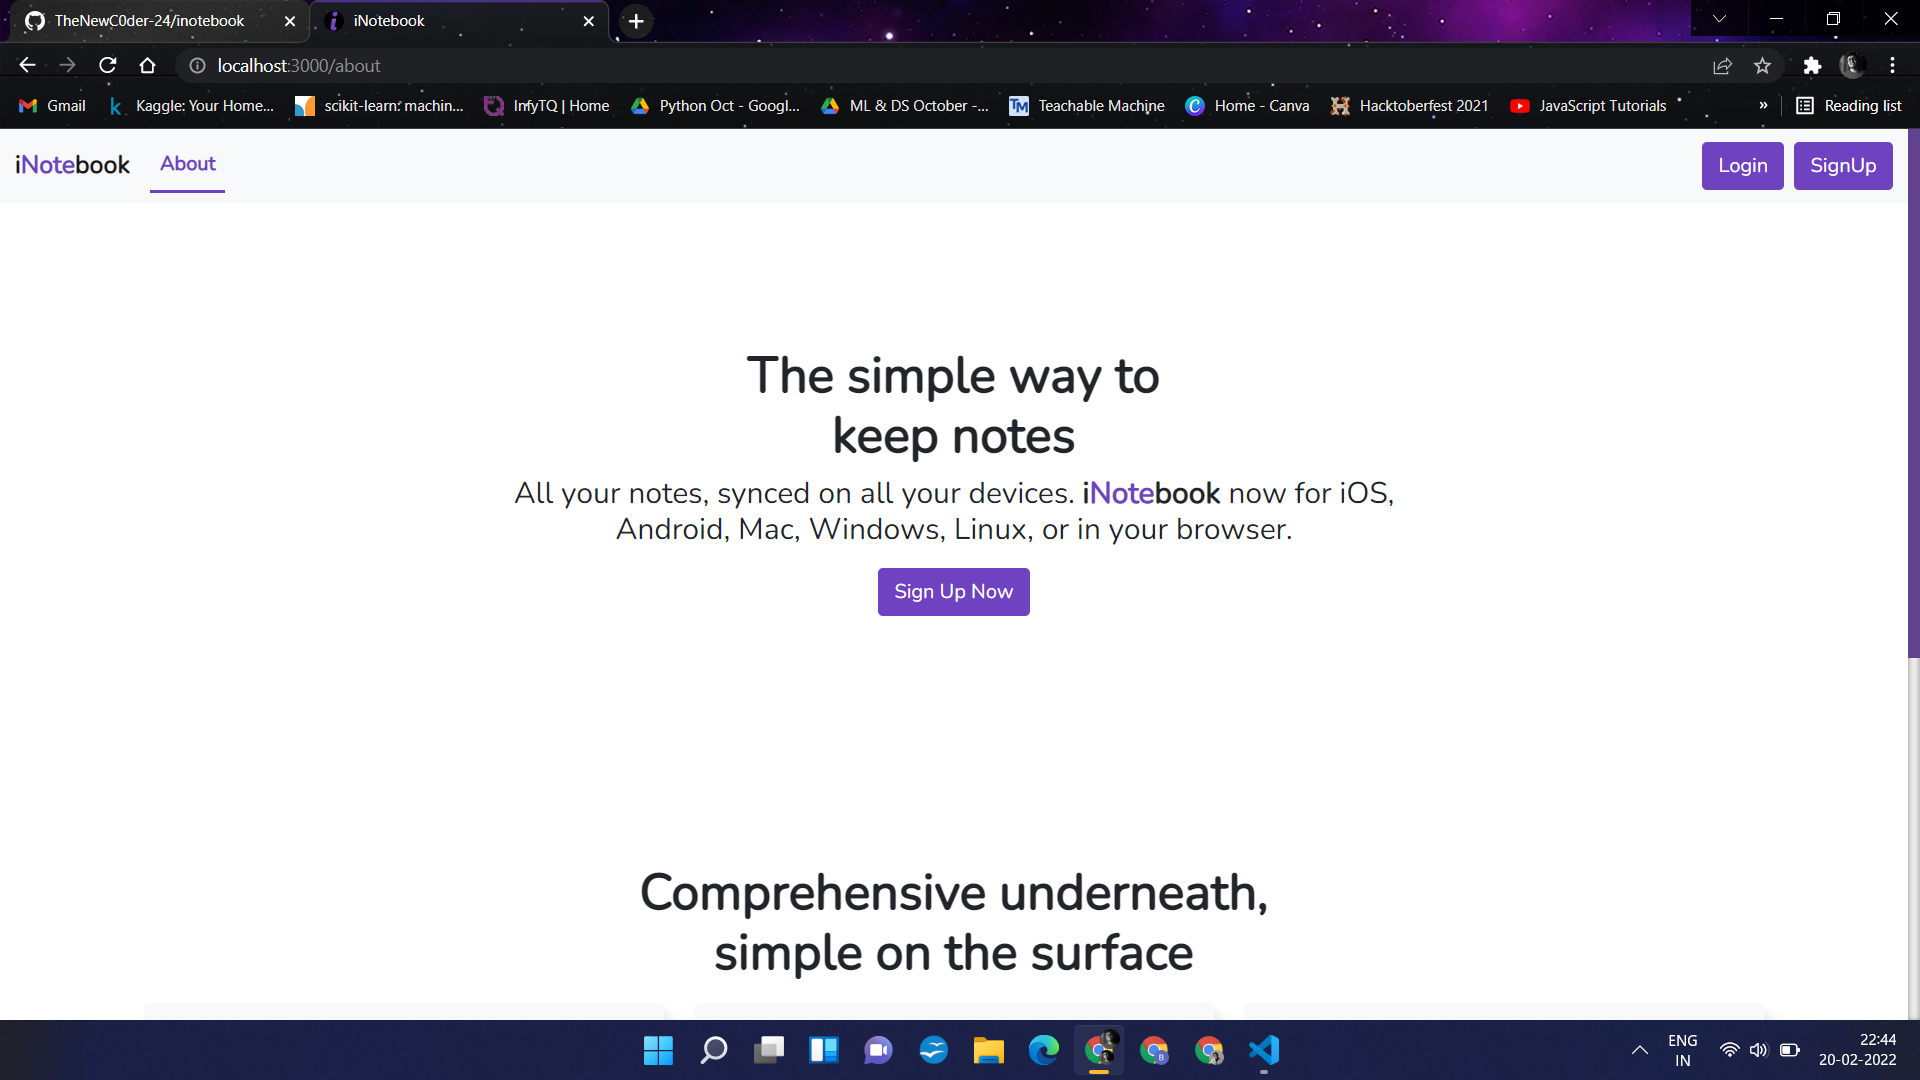 TheNewC0der-24/inotebook
iNotebook
localhost:3000/about
Gmail
Kaggle: Your Home...
scikit-learn: machin...
InfyTQ | Home
Python Oct - Googl...
ML & DS October -...
Teachable Machine
Home - Canva
Hacktoberfest 2021
JavaScript Tutorials
»
Reading list
iNotebook
About
Login
SignUp
The simple way to
keep notes
All your notes, synced on all your devices. iNotebook now for iOS,
Android, Mac, Windows, Linux, or in your browser.
Sign Up Now
Comprehensive underneath,
simple on the surface
ENG
IN
22:44
20-02-2022